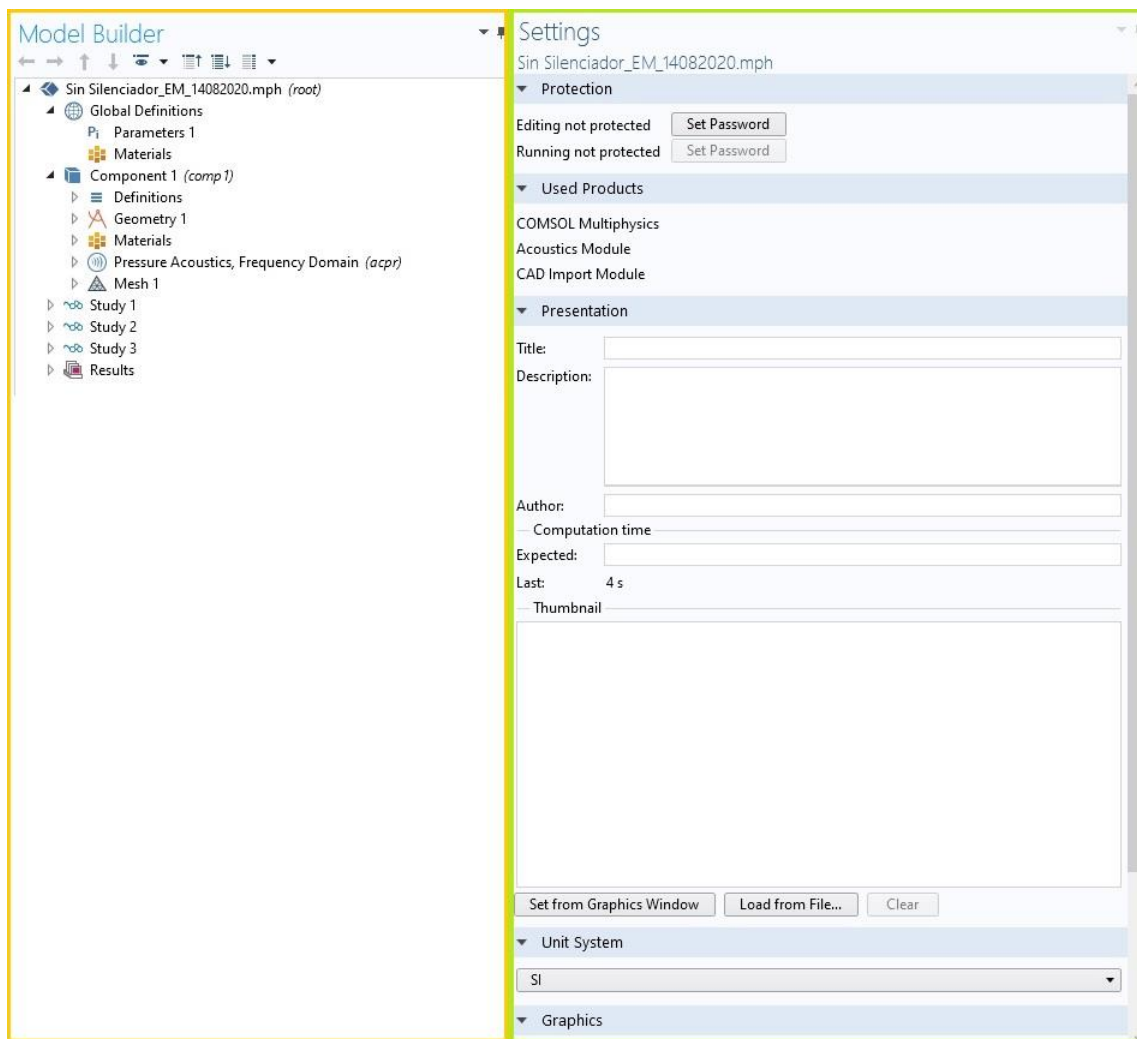 Model Builder
Sin Silenciador_EM_14082020.mph (root)
Global Definitions
Pi Parameters 1
Materials
Component 1 (comp1)
Definitions
Geometry 1
Materials
Pressure Acoustics, Frequency Domain (acpr)
Mesh 1
Study 1
Study 2
Study 3
Results
Settings
Sin Silenciador_EM_14082020.mph
Protection
Editing not protected Set Password
Running not protected Set Password
Used Products
COMSOL Multiphysics
Acoustics Module
CAD Import Module
Presentation
Title:
Description:
Author:
Computation time
Expected:
Last: 4 s
Thumbnail
Set from Graphics Window Load from File... Clear
Unit System
SI
Graphics